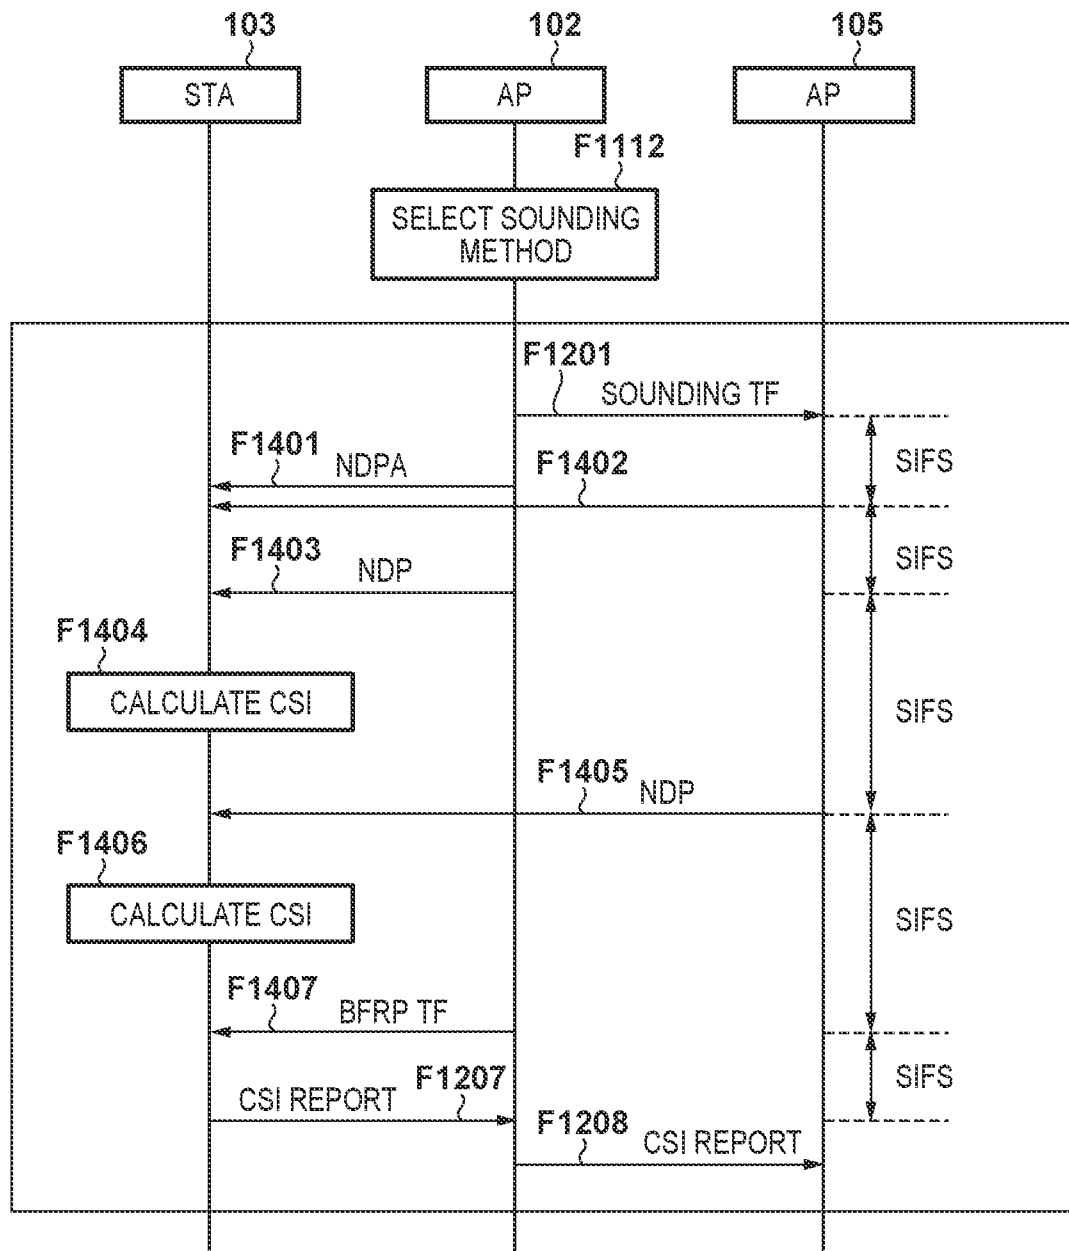 103
102
105
STA
AP
AP
F1112
SELECT SOUNDING
METHOD
F1201
SOUNDING TF
F1401
NDPA
F1402
SIFS
F1403
NDP
SIFS
F1404
CALCULATE CSI
SIFS
F1405
NDP
F1406
CALCULATE CSI
SIFS
F1407
BFRP TF
SIFS
CSI REPORT
F1207
F1208
CSI REPORT